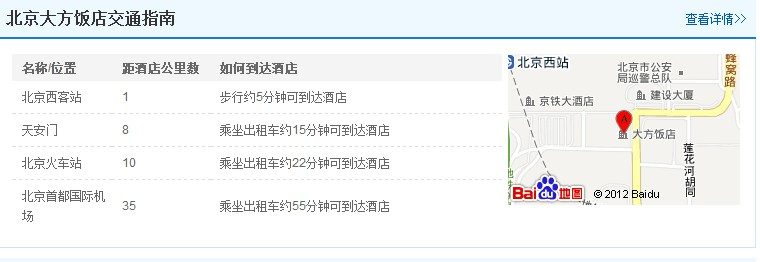 北京大方饭店交通指南
查看详情>>
名称/位置 距酒店公里数 如何到达酒店
北京西客站 1 步行约5分钟可到达酒店
天安门 8 乘坐出租车约15分钟可到达酒店
北京火车站 10 乘坐出租车约22分钟可到达酒店
北京首都国际机
场
35 乘坐出租车约55分钟可到达酒店
北京西站
北京市公安
局巡警总队
蜂窝路
京铁大酒店
建设大厦
A
大方饭店
莲花河胡同
Bai du 地图
© 2012 Baidu